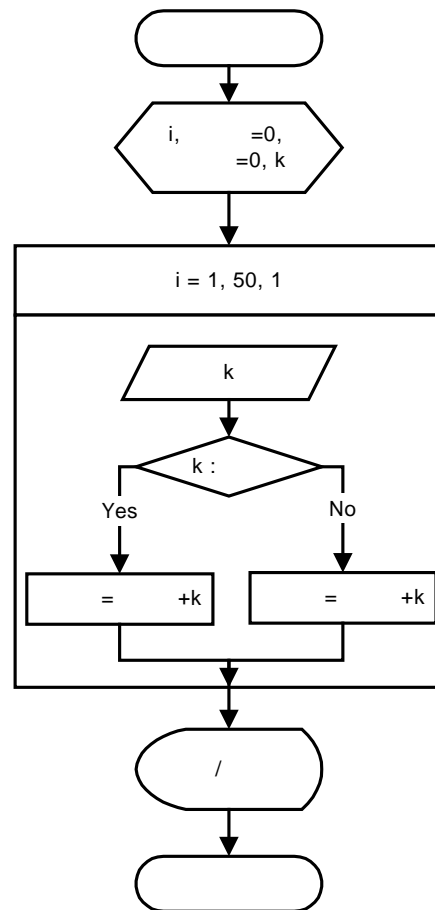 i, =0,
=0, k
i = 1, 50, 1
k
k :
Yes
No
= +k
= +k
/